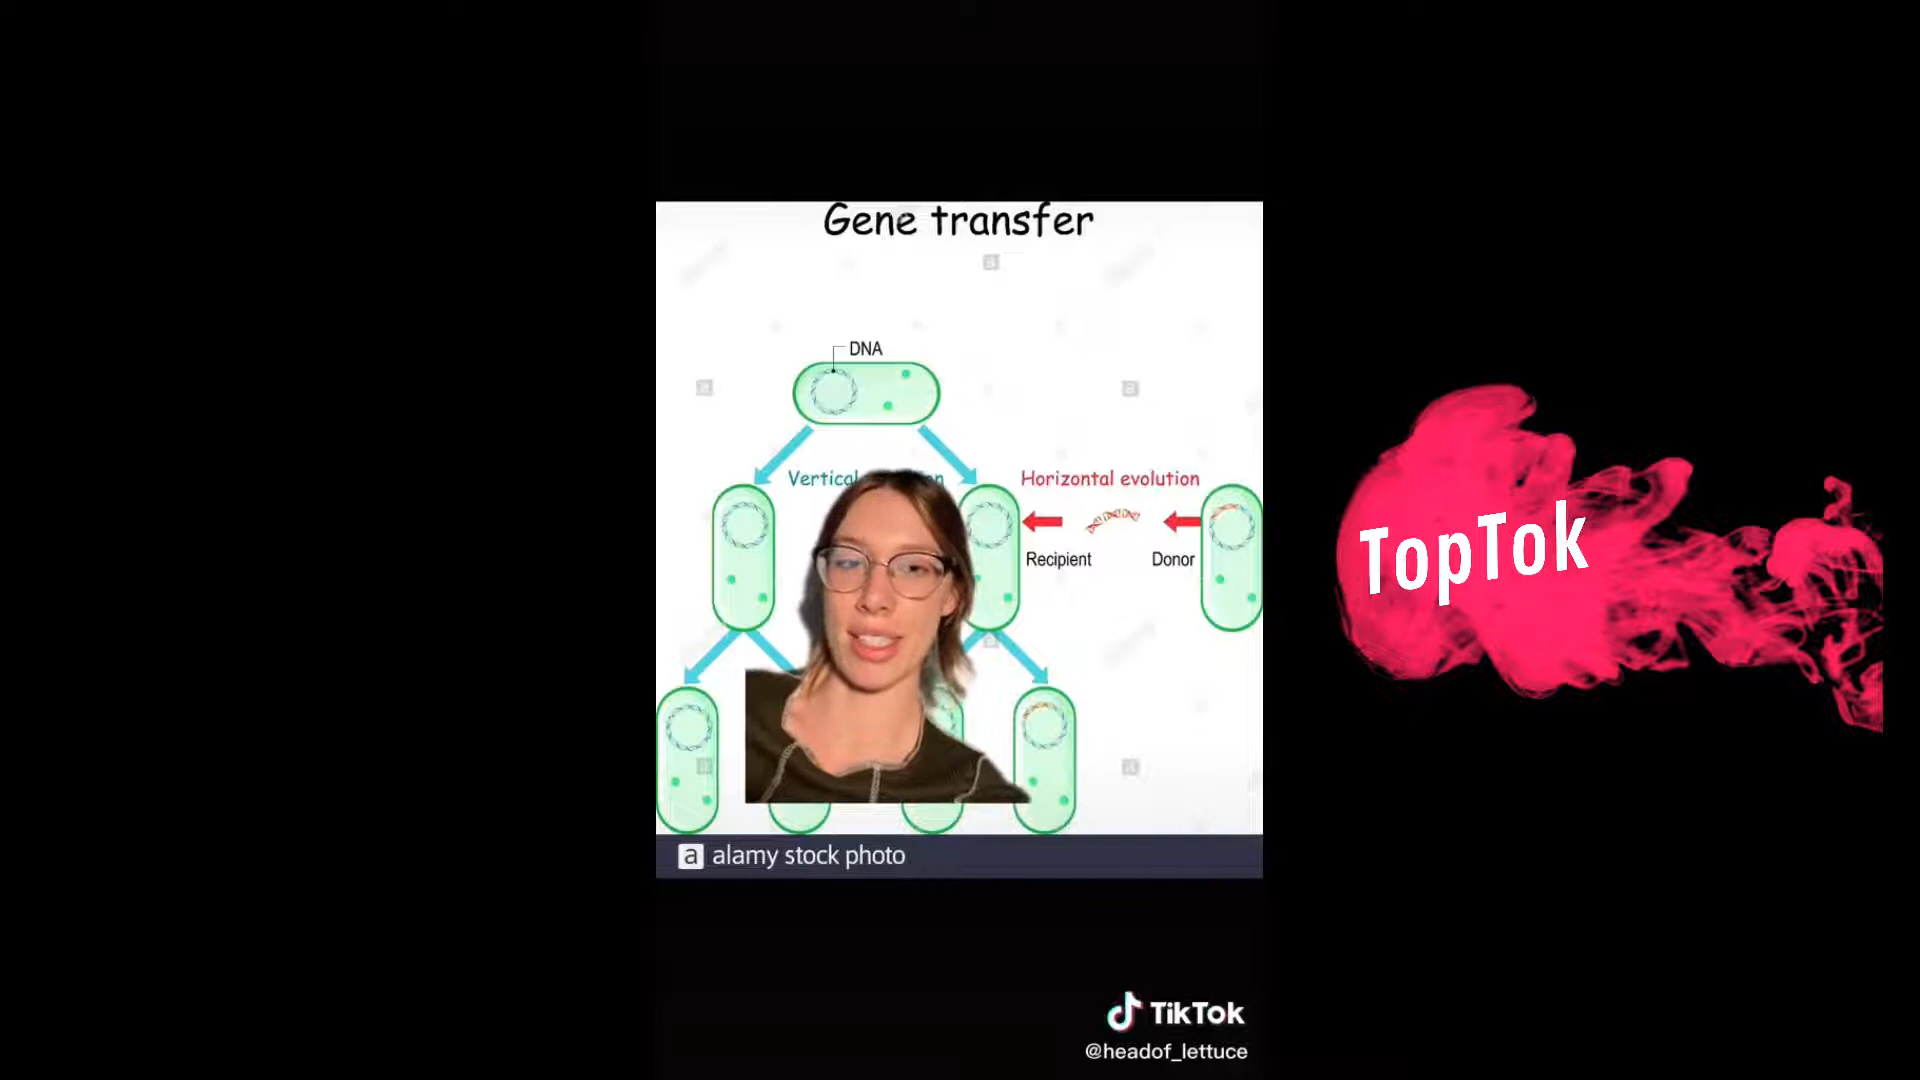 Gene transfer
DNA
Vertical
Horizontal evolution
Recipient
Donor
a alamy stock photo
TikTok
@headof_lettuce
TopTok